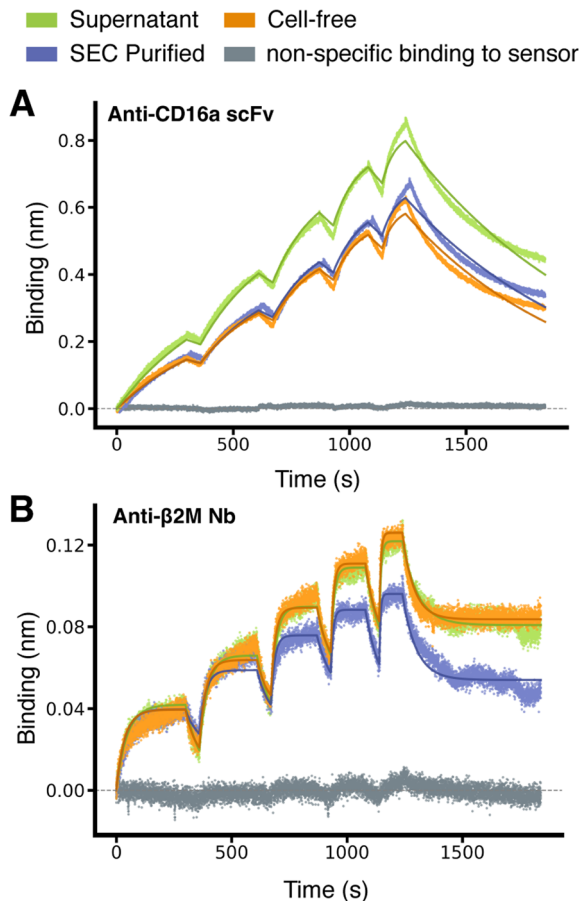 Supernatant
Cell-free
SEC Purified
non-specific binding to sensor
A
Anti-CD16a scFv
0.8
0.6
0.4
0.2
0.0
Binding (nm)
0
500
1000
1500
Time (s)
B
Anti-β2M Nb
0.12
0.08
0.04
0.00
Binding (nm)
0
500
1000
1500
Time (s)